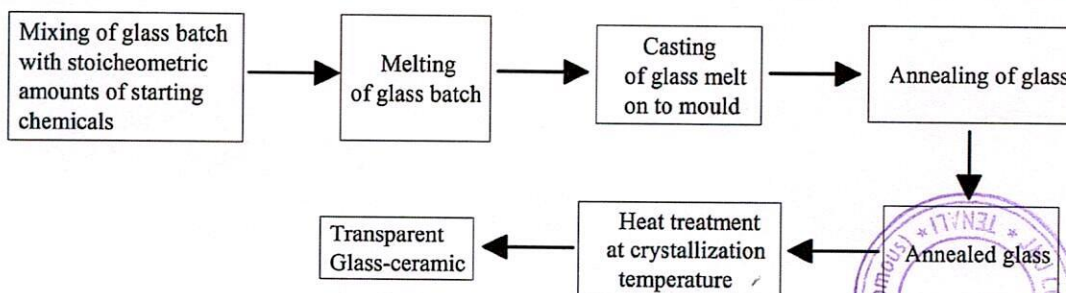 Mixing of glass batch
with stoicheometric
amounts of starting
chemicals
Melting
of glass batch
Casting
of glass melt
on to mould
Annealing of glass
Annealed glass
Heat treatment
at crystallization
temperature
Transparent
Glass-ceramic
* TENALI *